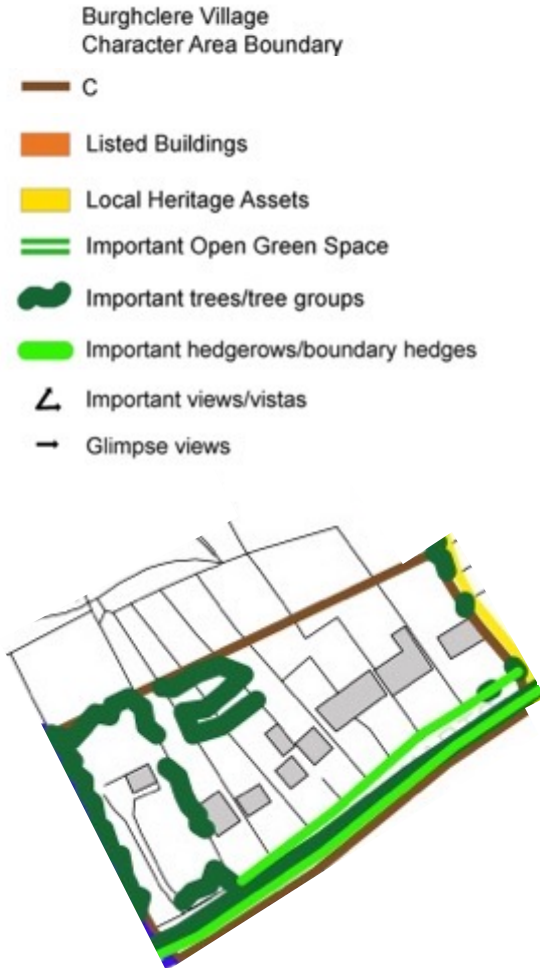 Burghclere Village
Character Area Boundary
C
Listed Buildings
Local Heritage Assets
Important Open Green Space
Important trees/tree groups
Important hedgerows/boundary hedges
Important views/vistas
Glimpse views